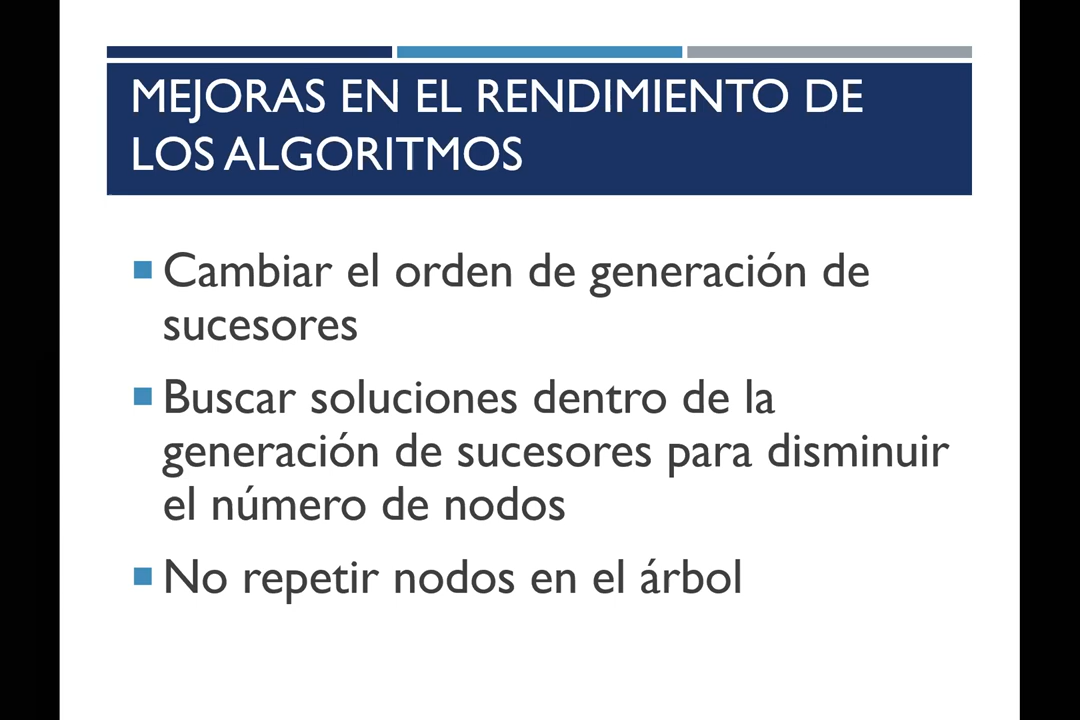 MEJORAS EN EL RENDIMIENTO DE
LOS ALGORITMOS
Cambiar el orden de generación de
sucesores
Buscar soluciones dentro de la
generación de sucesores para disminuir
el número de nodos
No repetir nodos en el árbol